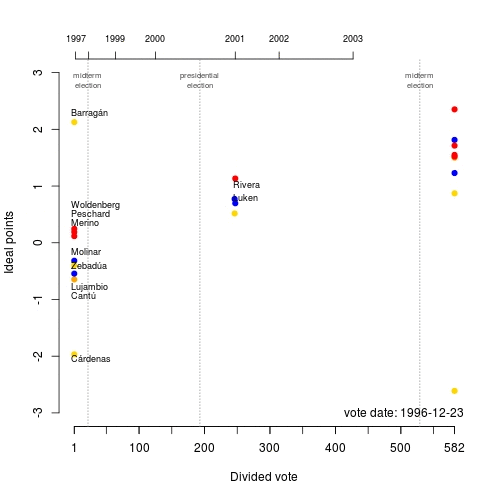 1997 1999 2000 2001 2002 2003
midterm election
presidential election
midterm election
Barragán
Rivera
Luken
Woldenberg
Peschard
Merino
Molinar
Zebadúa
Lujambio
Cantú
Cárdenas
vote date: 1996-12-23
3
2
1
0
-1
-2
-3
Ideal points
1 100 200 300 400 500 582
Divided vote